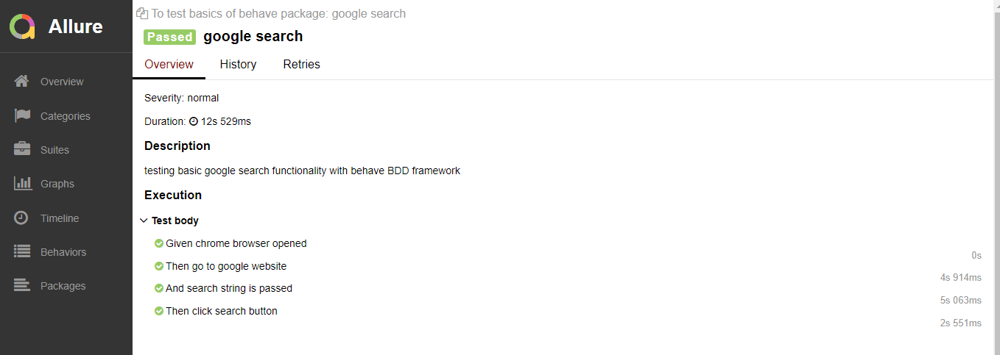 Allure
Overview
Categories
Suites
Graphs
Timeline
Behaviors
Packages
To test basics of behave package: google search
Passed google search
Overview History Retries
Severity: normal
Duration: 12s 529ms
Description
testing basic google search functionality with behave BDD framework
Execution
Test body
Given chrome browser opened
0s
Then go to google website
4s 914ms
And search string is passed
5s 063ms
Then click search button
2s 551ms